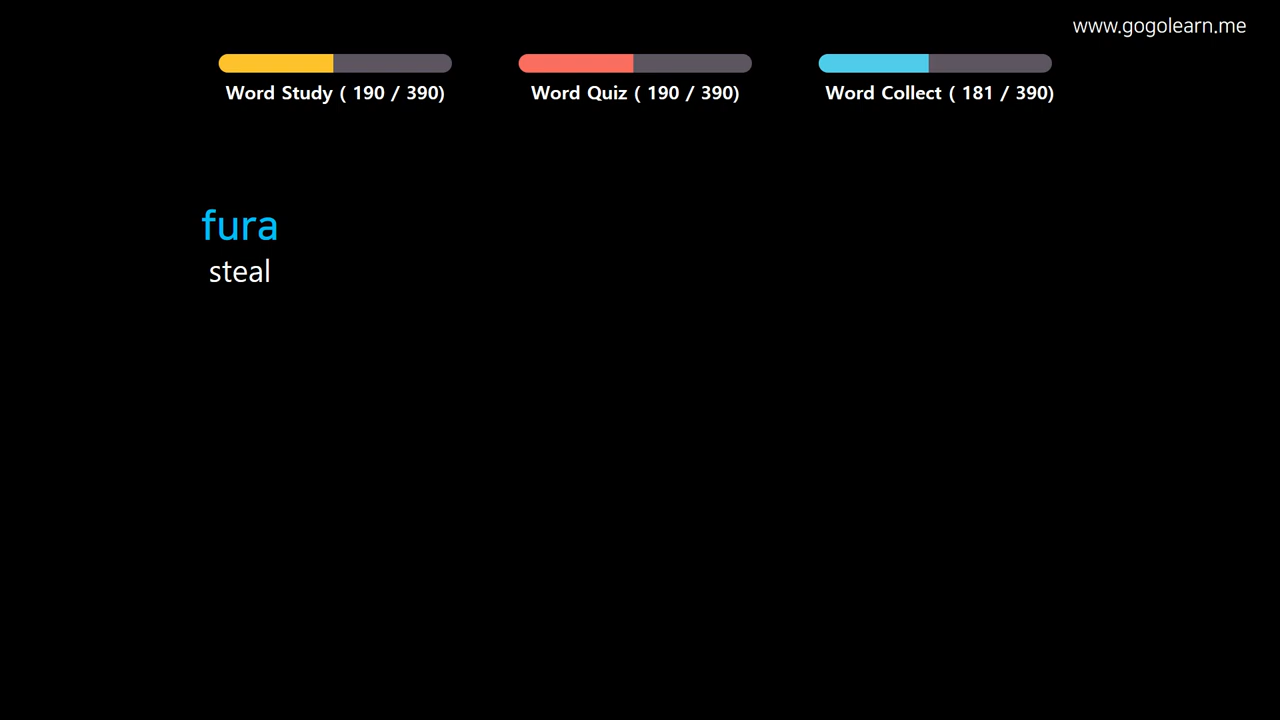 www.gogolearn.me
Word Study ( 190 / 390)
Word Quiz ( 190 / 390)
Word Collect ( 181 / 390)
fura
steal